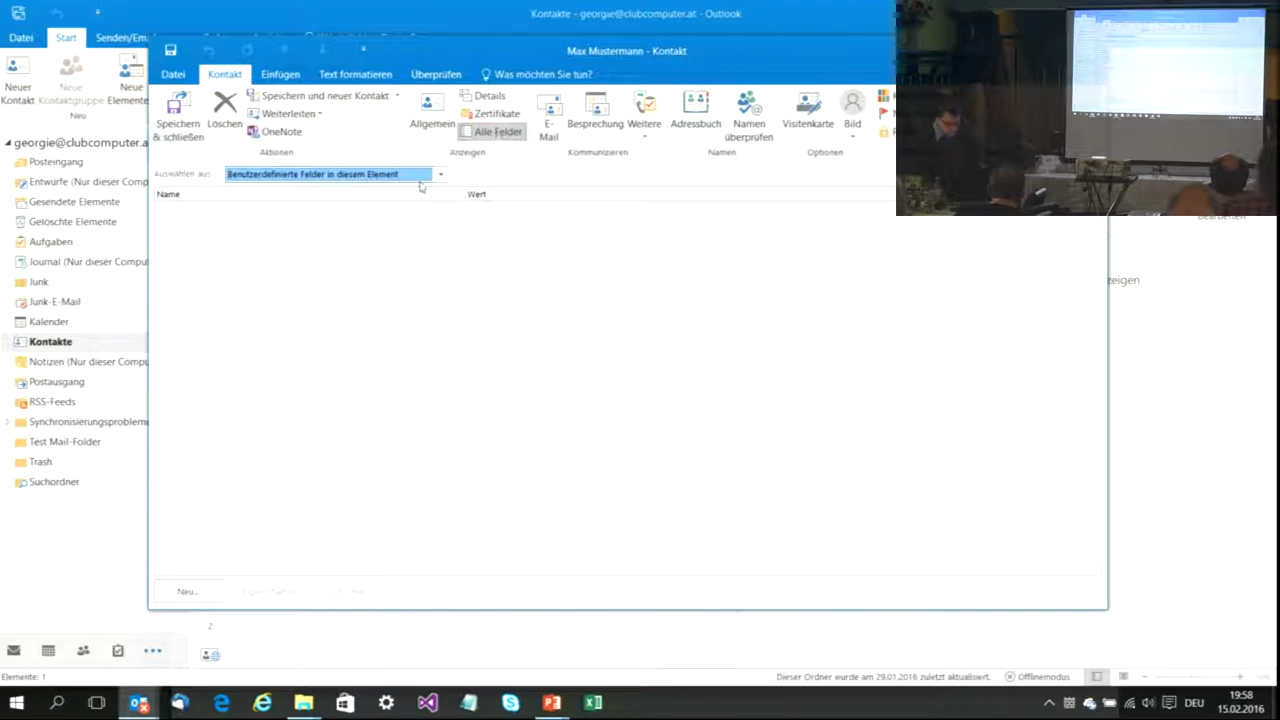 Kontakte - georgie@clubcomputer.at - Outlook
Datei
Start
Senden/Em
Max Mustermann - Kontakt
Datei
Kontakt
Einfügen
Text formatieren
Überprüfen
Was möchten Sie tun?
Neuer
Kontakt
Neue
Kontaktgruppe
Neue
Elemente
Neu
Speichern
& schließen
Löschen
Speichern und neuer Kontakt
Weiterleiten
OneNote
Aktionen
Allgemein
Details
Zertifikate
Alle Felder
Anzeigen
E-
Mail
Besprechung
Weitere
Kommunizieren
Adressbuch
Namen
überprüfen
Namen
Visitenkarte
Bild
Optionen
Auswählen aus
Benutzerdefinierte Felder in diesem Element
Name
Wert
georgie@clubcomputer.a
Posteingang
Entwürfe (Nur dieser Comp
Gesendete Elemente
Gelöschte Elemente
Aufgaben
Journal (Nur dieser Comput
Junk
Junk-E-Mail
Kalender
Kontakte
Notizen (Nur dieser Compu
Postausgang
RSS-Feeds
Synchronisierungsprobleme
Test Mail-Folder
Trash
Suchordner
Bearbeiten
zeigen
Neu...
Z
Elemente: 1
Dieser Ordner wurde am 29.01.2016 zuletzt aktualisiert.
Offlinemodus
DEU
19:58
15.02.2016